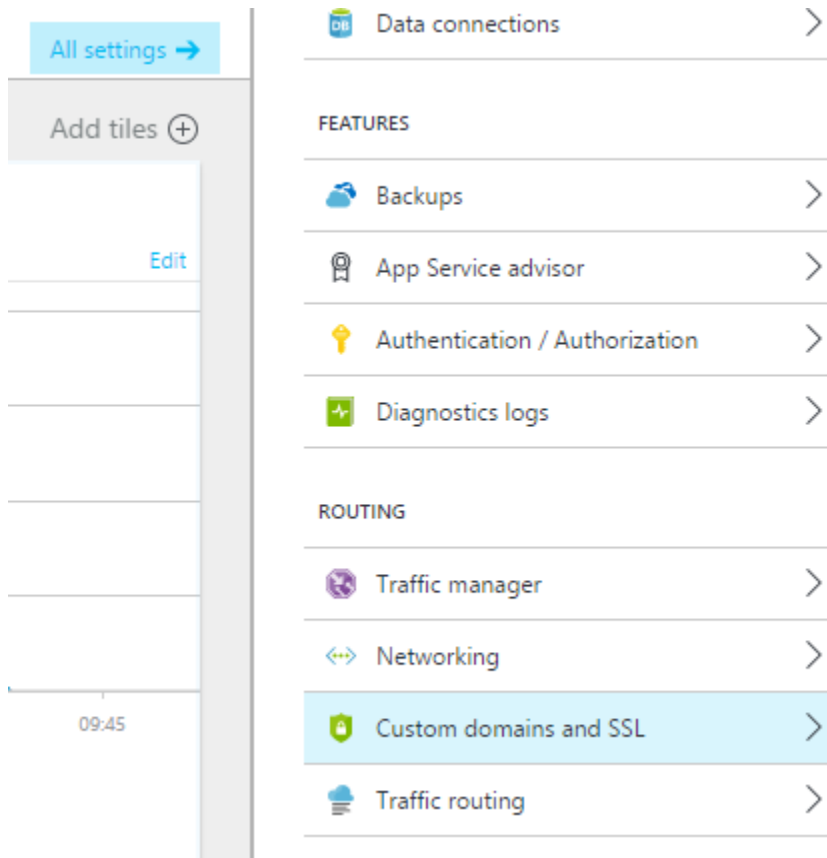 All settings →
Add tiles
Edit
09:45
DB
Data connections
FEATURES
Backups
App Service advisor
Authentication / Authorization
Diagnostics logs
ROUTING
Traffic manager
Networking
Custom domains and SSL
Traffic routing